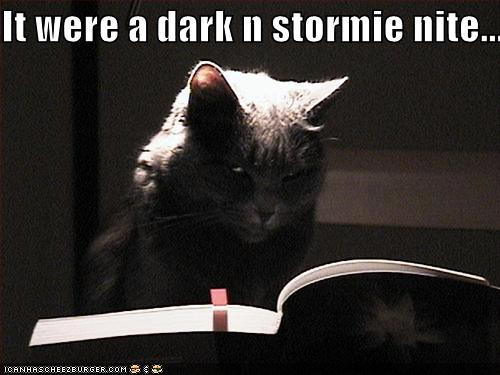 It were a dark n stormie nite...
ICANHASCHEEZBURGER.COM